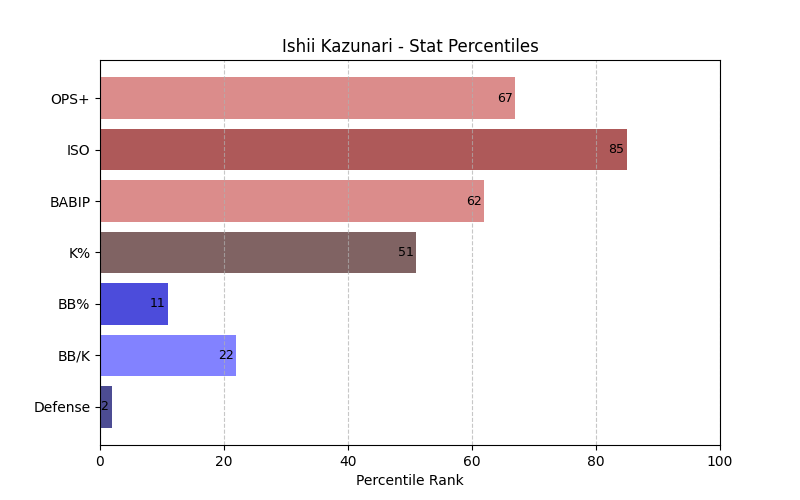 Ishii Kazunari - Stat Percentiles
OPS+ 67
ISO 85
BABIP 62
K% 51
BB% 11
BB/K 22
Defense 2
0 20 40 60 80 100
Percentile Rank